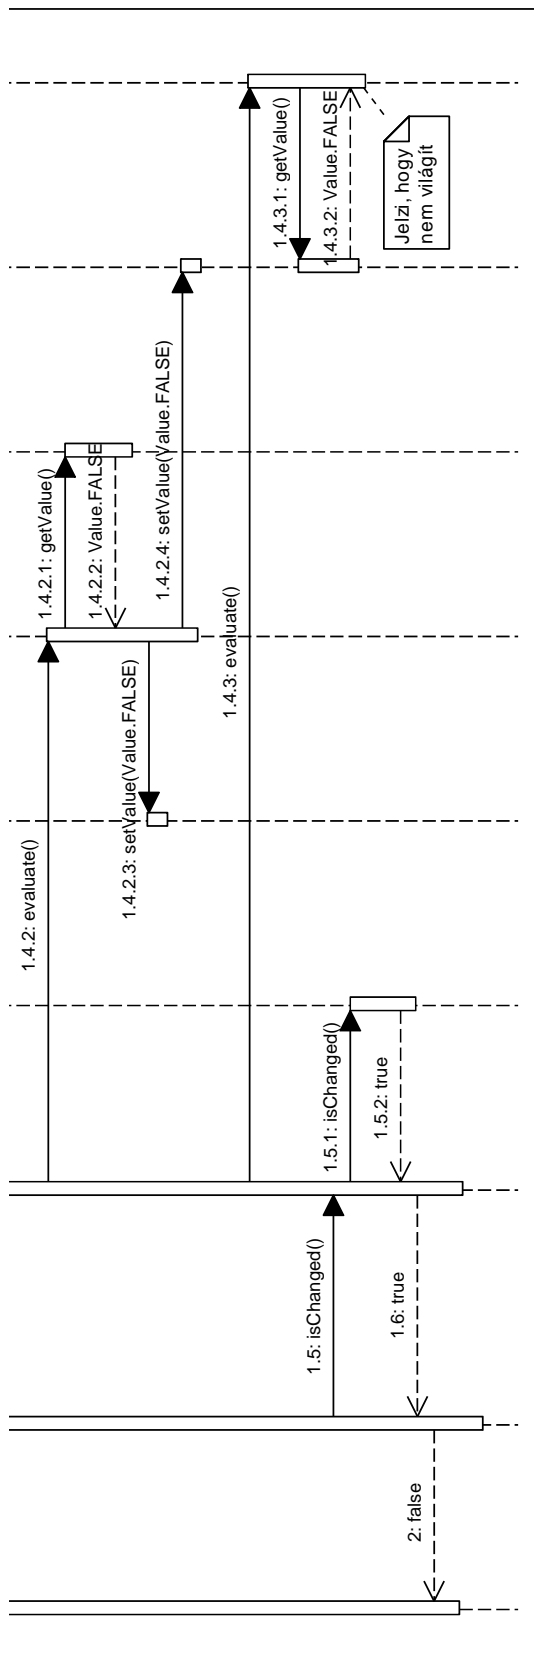 1.4.2: evaluate()
1.4.2.1: getValue()
1.4.2.2: Value.FALSE
1.4.2.3: setValue(Value.FALSE)
1.4.2.4: setValue(Value.FALSE)
1.4.3: evaluate()
1.4.3.1: getValue()
1.4.3.2: Value.FALSE
Jelzi, hogy
nem világít
1.5: isChanged()
1.5.1: isChanged()
1.5.2: true
1.6: true
2: false